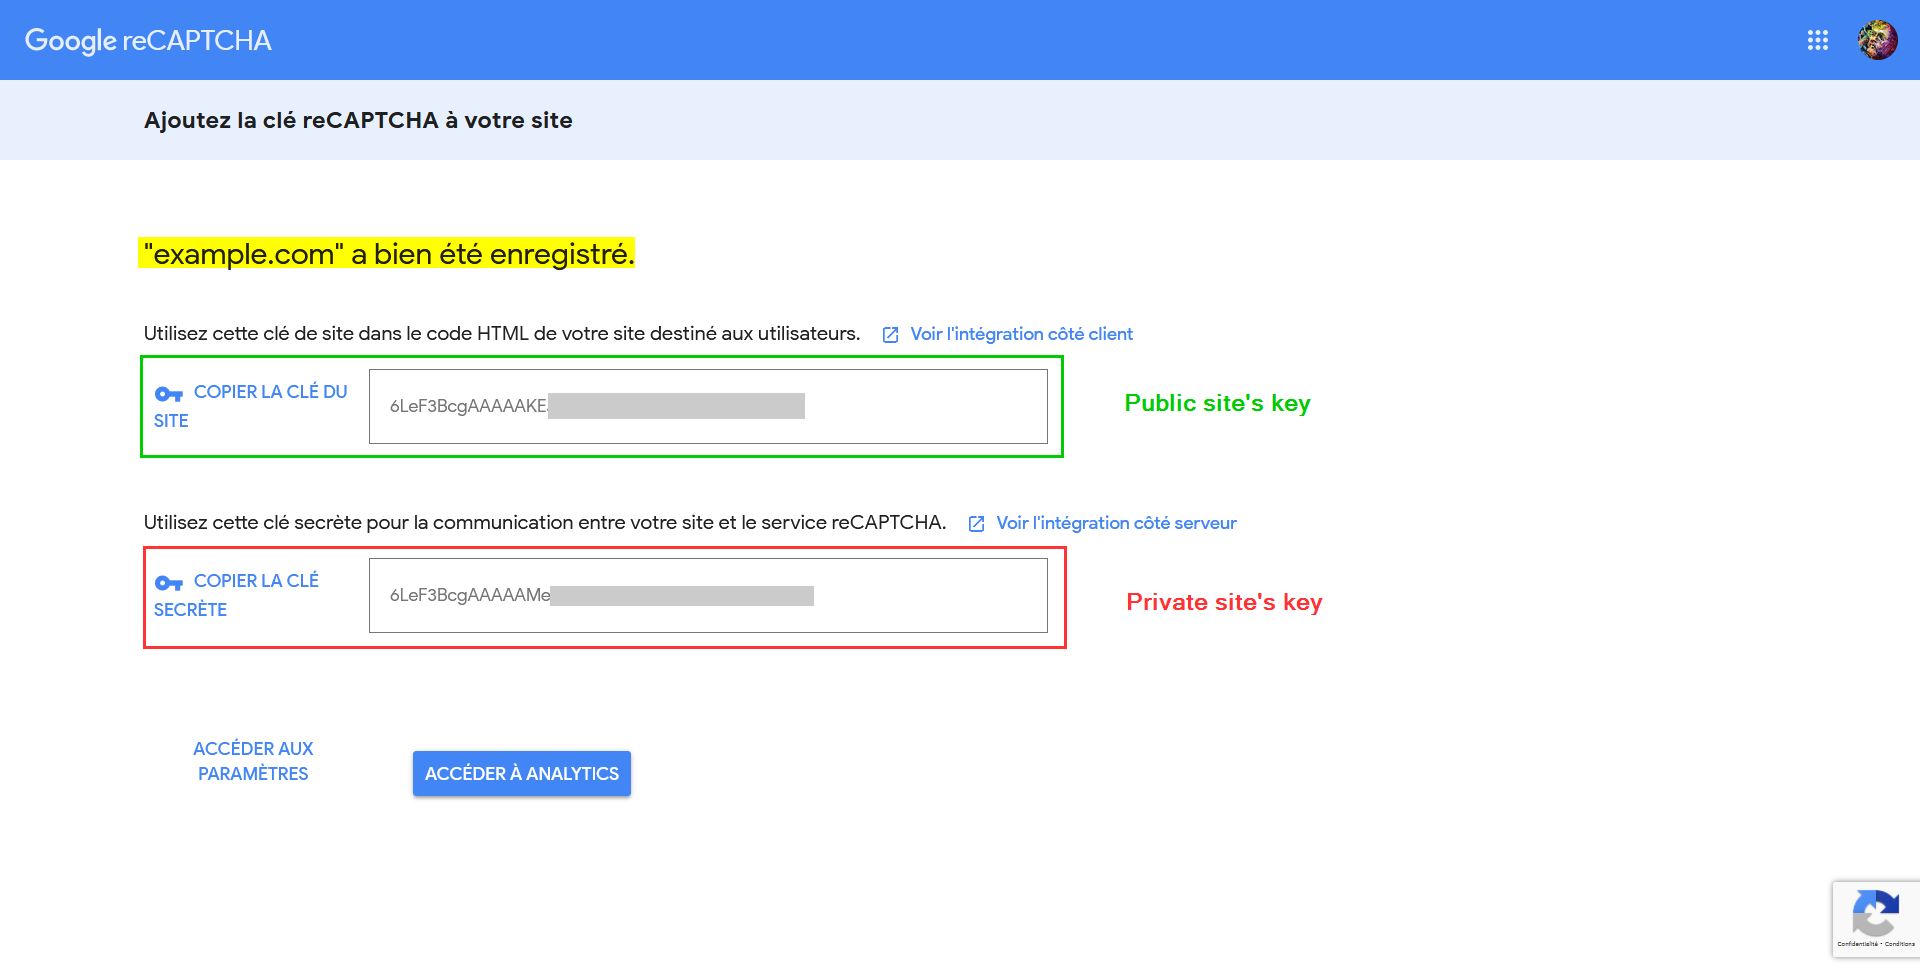 Google reCAPTCHA
Ajoutez la clé reCAPTCHA à votre site
"example.com" a bien été enregistré.
Utilisez cette clé de site dans le code HTML de votre site destiné aux utilisateurs. Voir l'intégration côté client
COPIER LA CLÉ DU
SITE
6LeF3BcgAAAAAKE
Public site's key
Utilisez cette clé secrète pour la communication entre votre site et le service reCAPTCHA. Voir l'intégration côté serveur
COPIER LA CLÉ
SECRÈTE
6LeF3BcgAAAAAMe
Private site's key
ACCÉDER AUX
PARAMÈTRES
ACCÉDER À ANALYTICS
Confidentialité • Conditions